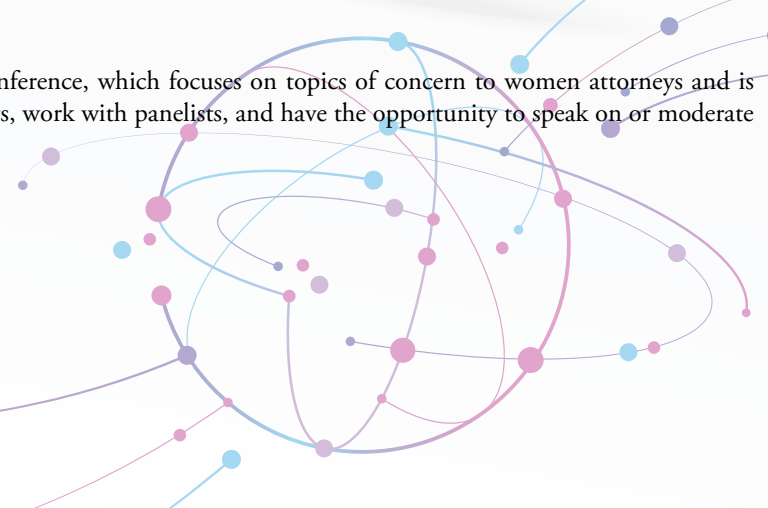 nference, which focuses on topics of concern to women attorneys and is
s, work with panelists, and have the opportunity to speak on or moderate